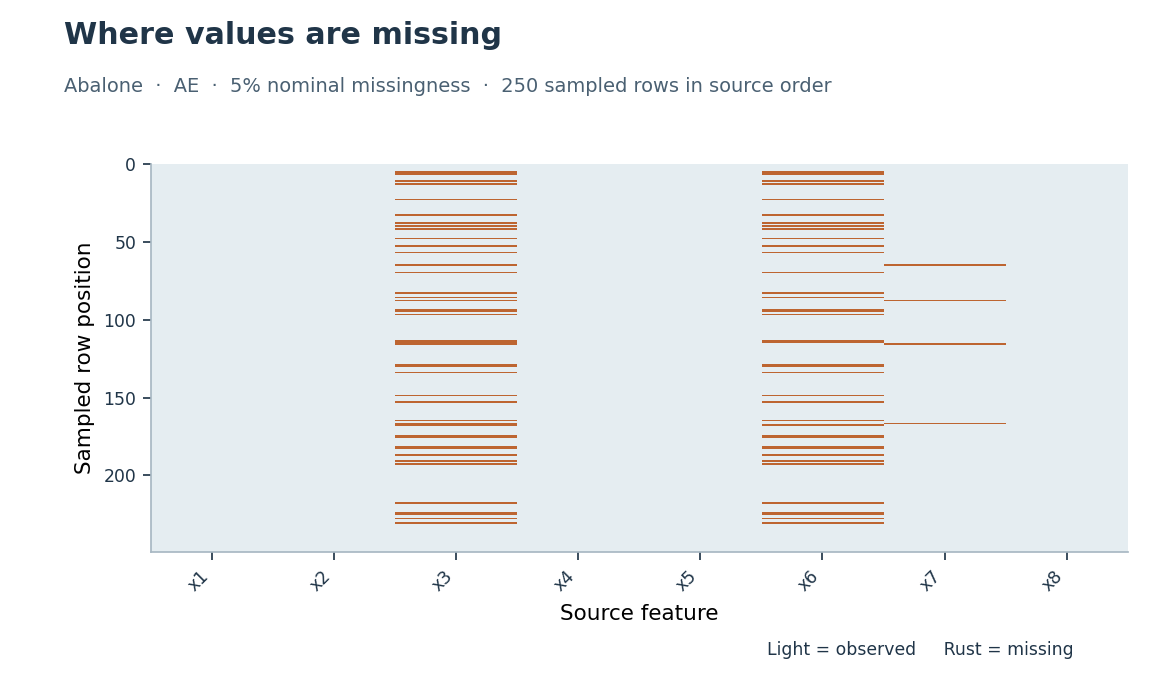 Where values are missing
Abalone · AE · 5% nominal missingness · 250 sampled rows in source order
0
50
100
150
200
Sampled row position
x1 x2 x3 x4 x5 x6 x7 x8
Source feature
Light = observed Rust = missing